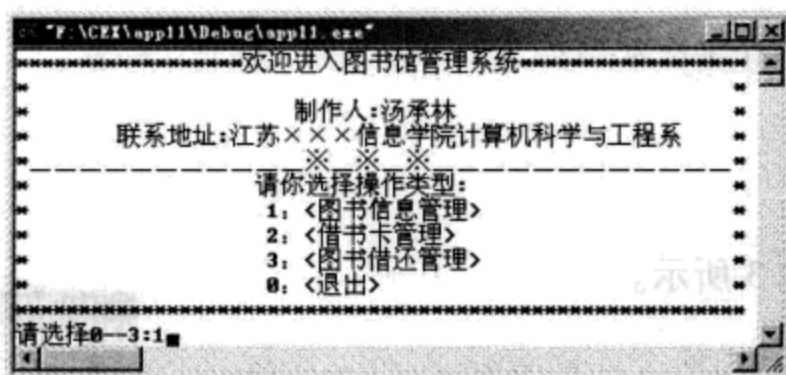 "F:\CEX\app11\Debug\app11.exe"
******************欢迎进入图书馆管理系统******************
* *
* 制作人:汤承林 *
* 联系地址:江苏×××信息学院计算机科学与工程系 *
*_ _ _ _ _ _ _ _ _ _ _ _※_※_※_ _ _ _ _ _ _ _ _ _ _ _ _*
* 请你选择操作类型: *
* 1: <图书信息管理> *
* 2: <借书卡管理> *
* 3: <图书借还管理> *
* 0: <退出> *
**********************************************************
请选择0--3:1